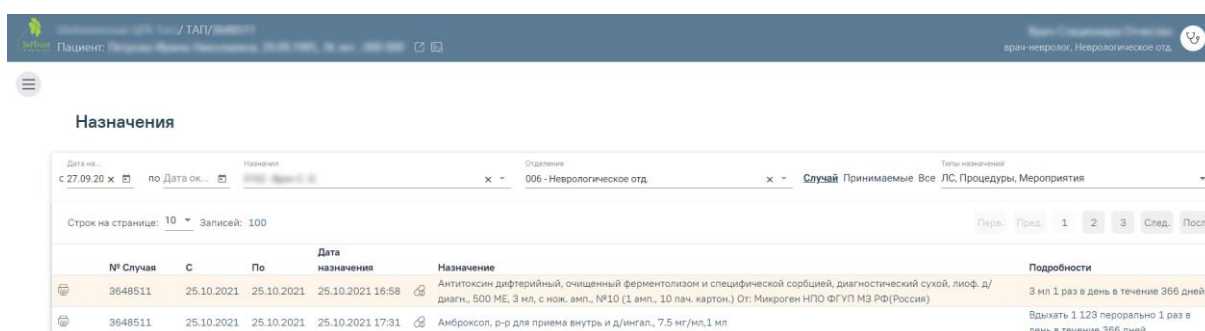 / ТАП/
SofTrust Пациент:
врач-невролог, Неврологическое отд.
Назначения
Дата на... Назначил Отделение Типы назначений
с 27.09.20 по Дата ок... 006 - Неврологическое отд. Случай Принимаемые Все ЛС, Процедуры, Мероприятия
Строк на странице: 10 Записей: 100 Перв. Пред. 1 2 3 След. Посл
№ Случая С По Дата назначения Назначение Подробности
3648511 25.10.2021 25.10.2021 25.10.2021 16:58 Антитоксин дифтерийный, очищенный ферментолизом и специфической сорбцией, диагностический сухой, лиоф. д/
диагн., 500 МЕ, 3 мл, с нож. амп., №10 (1 амп., 10 пач. картон.) От: Микроген НПО ФГУП МЗ РФ(Россия) 3 мл 1 раз в день в течение 366 дней
3648511 25.10.2021 25.10.2021 25.10.2021 17:31 Амброксол, р-р для приема внутрь и д/ингал., 7.5 мг/мл,1 мл Вдыхать 1 123 перорально 1 раз в
день в течение 366 дней